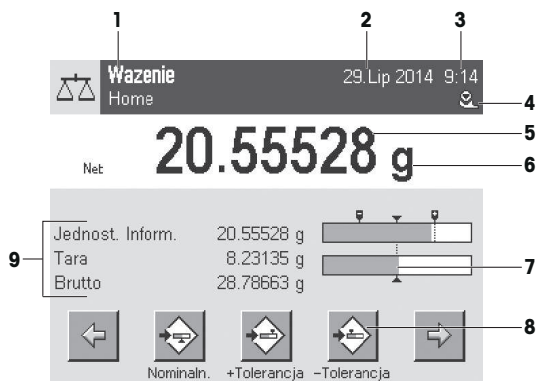 1 2 3
Wazenie 29.Lip 2014 9:14
Home
4
5
Net 20.55528 g
6
Jednost. Inform. 20.55528 g
9 Tara 8.23135 g 7
Brutto 28.78663 g
8
Nominaln. +Tolerancja -Tolerancja